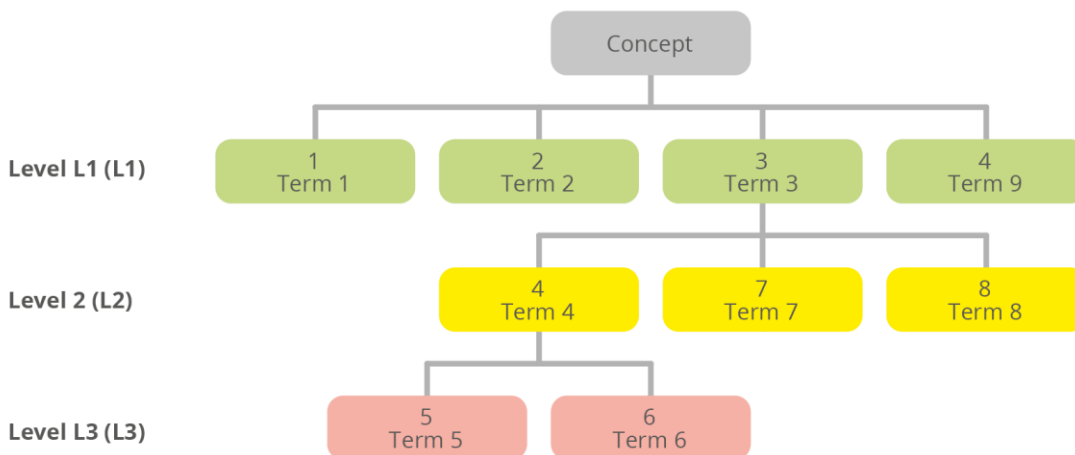 Concept
Level L1 (L1)
1
Term 1
2
Term 2
3
Term 3
4
Term 9
Level 2 (L2)
4
Term 4
7
Term 7
8
Term 8
Level L3 (L3)
5
Term 5
6
Term 6